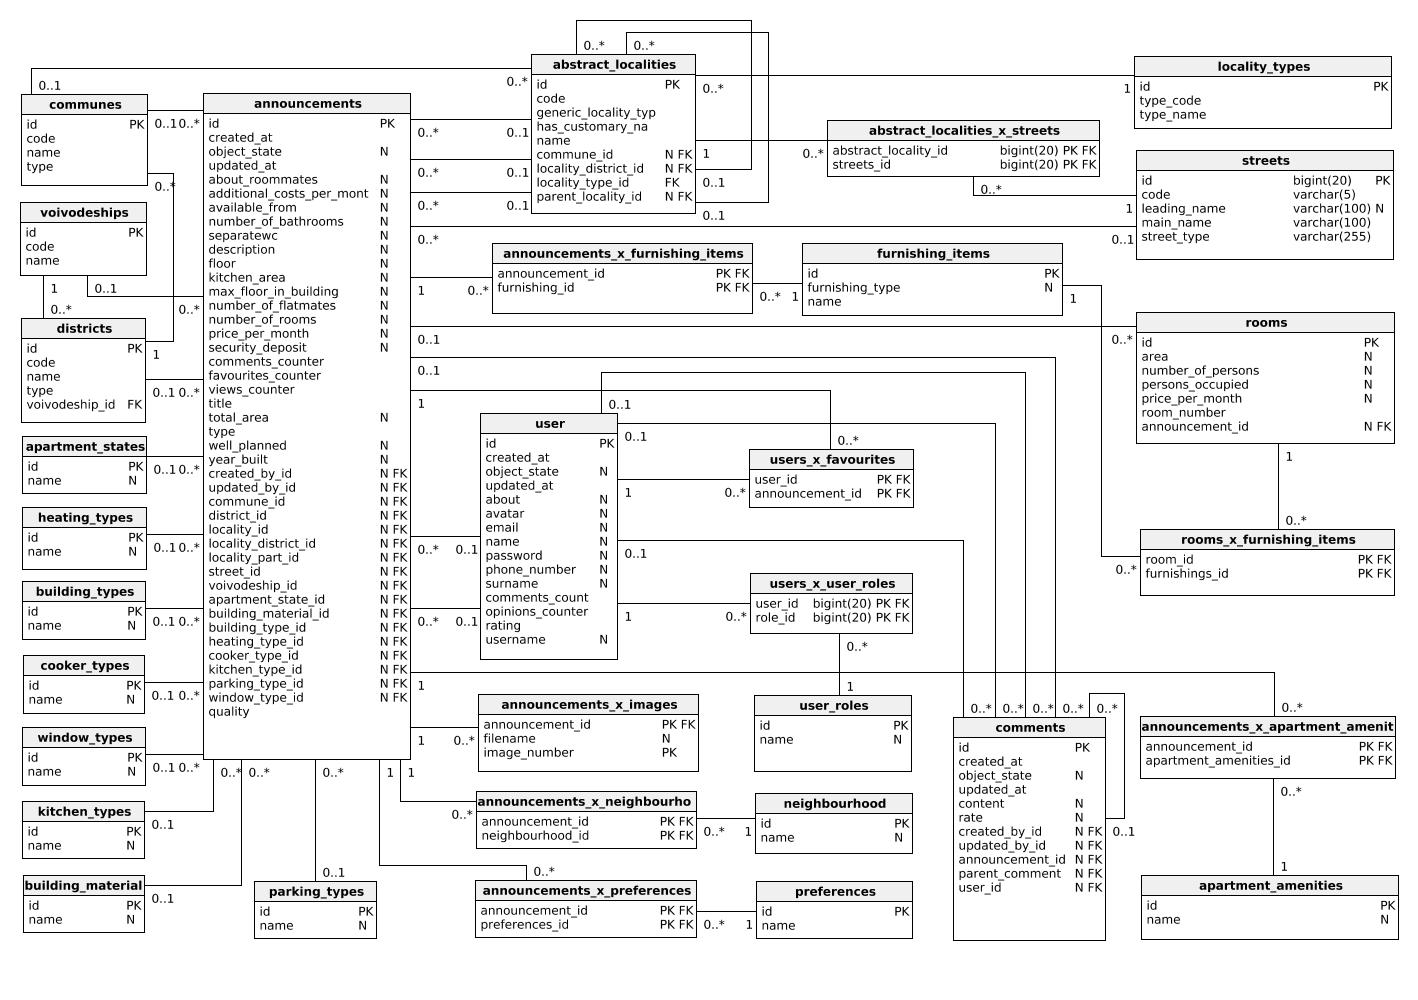 0..* 0..*
0..1 0..*
abstract_localities
id PK
code
generic_locality_typ
has_customary_na
name
commune_id N FK
locality_district_id N FK
locality_type_id FK
parent_locality_id N FK
0..* 1
1
0..1
0..1
locality_types
id PK
type_code
type_name
abstract_localities_x_streets
abstract_locality_id bigint(20) PK FK
streets_id bigint(20) PK FK
0..*
0..*
streets
id bigint(20) PK
code varchar(5)
leading_name varchar(100) N
main_name varchar(100)
street_type varchar(255)
1
0..1
communes
id PK
code
name
type
0..1 0..*
0..*
voivodeships
id PK
code
name
1 0..1
0..* 0..*
districts
id PK
code
name
type
voivodeship_id FK
1
0..1 0..*
apartment_states
id PK
name N
0..1 0..*
heating_types
id PK
name N
0..1 0..*
building_types
id PK
name N
0..1 0..*
cooker_types
id PK
name N
0..1 0..*
window_types
id PK
name N
0..1 0..*
kitchen_types
id PK
name N
0..1
building_material
id PK
name N
0..1
announcements
id PK
created_at
object_state N
updated_at
about_roommates N
additional_costs_per_mont N
available_from N
number_of_bathrooms N
separatewc N
description N
floor N
kitchen_area N
max_floor_in_building N
number_of_flatmates N
number_of_rooms N
price_per_month N
security_deposit N
comments_counter
favourites_counter
views_counter
title
total_area N
type
well_planned N
year_built N
created_by_id N FK
updated_by_id N FK
commune_id N FK
district_id N FK
locality_id N FK
locality_district_id N FK
locality_part_id N FK
street_id N FK
voivodeship_id N FK
apartment_state_id N FK
building_material_id N FK
building_type_id N FK
heating_type_id N FK
cooker_type_id N FK
kitchen_type_id N FK
parking_type_id N FK
window_type_id N FK
quality
0..* 0..1
0..* 0..1
0..* 0..1
0..*
1 0..*
0..1
0..1
1
0..* 0..1
0..* 0..1
1
1 0..*
0..* 0..* 0..* 1 1
announcements_x_furnishing_items
announcement_id PK FK
furnishing_id PK FK
0..* 1
furnishing_items
id PK
furnishing_type N
name
1
rooms
id PK
area N
number_of_persons N
persons_occupied N
price_per_month N
room_number
announcement_id N FK
0..*
1
0..*
rooms_x_furnishing_items
room_id PK FK
furnishings_id PK FK
0..*
user
id PK
created_at
object_state N
updated_at
about N
avatar N
email N
name N
password N
phone_number N
surname N
comments_count
opinions_counter
rating
username N
0..1
0..1
1 0..*
0..1
1 0..*
0..*
users_x_favourites
user_id PK FK
announcement_id PK FK
users_x_user_roles
user_id bigint(20) PK FK
role_id bigint(20) PK FK
0..*
1
user_roles
id PK
name N
announcements_x_images
announcement_id PK FK
filename N
image_number PK
announcements_x_neighbourho
announcement_id PK FK
neighbourhood_id PK FK
0..*
0..* 1
neighbourhood
id PK
name N
parking_types
id PK
name N
0..1
announcements_x_preferences
announcement_id PK FK
preferences_id PK FK
0..*
0..* 1
preferences
id PK
name N
0..* 0..* 0..* 0..* 0..*
comments
id PK
created_at
object_state N
updated_at
content N
rate N
created_by_id N FK
updated_by_id N FK
announcement_id N FK
parent_comment N FK
user_id N FK
0..1
0..*
announcements_x_apartment_amenit
announcement_id PK FK
apartment_amenities_id PK FK
0..*
1
apartment_amenities
id PK
name N